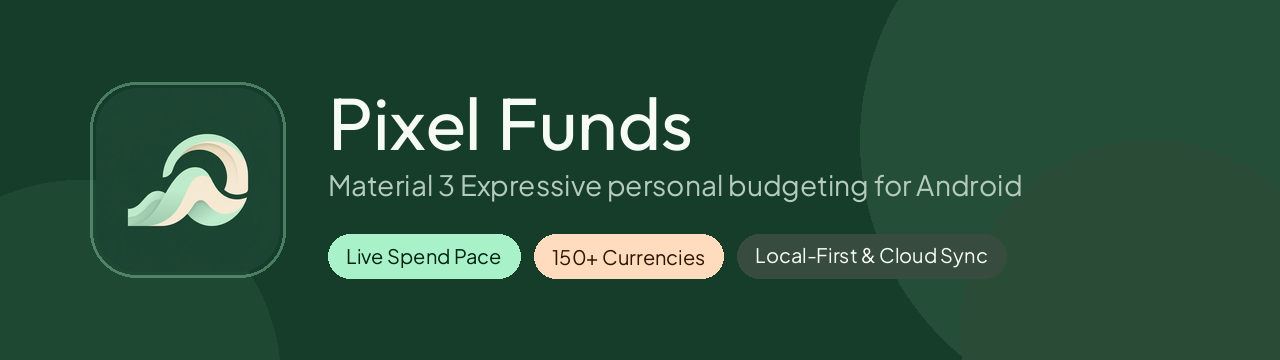 Pixel Funds
Material 3 Expressive personal budgeting for Android
Live Spend Pace
150+ Currencies
Local-First & Cloud Sync